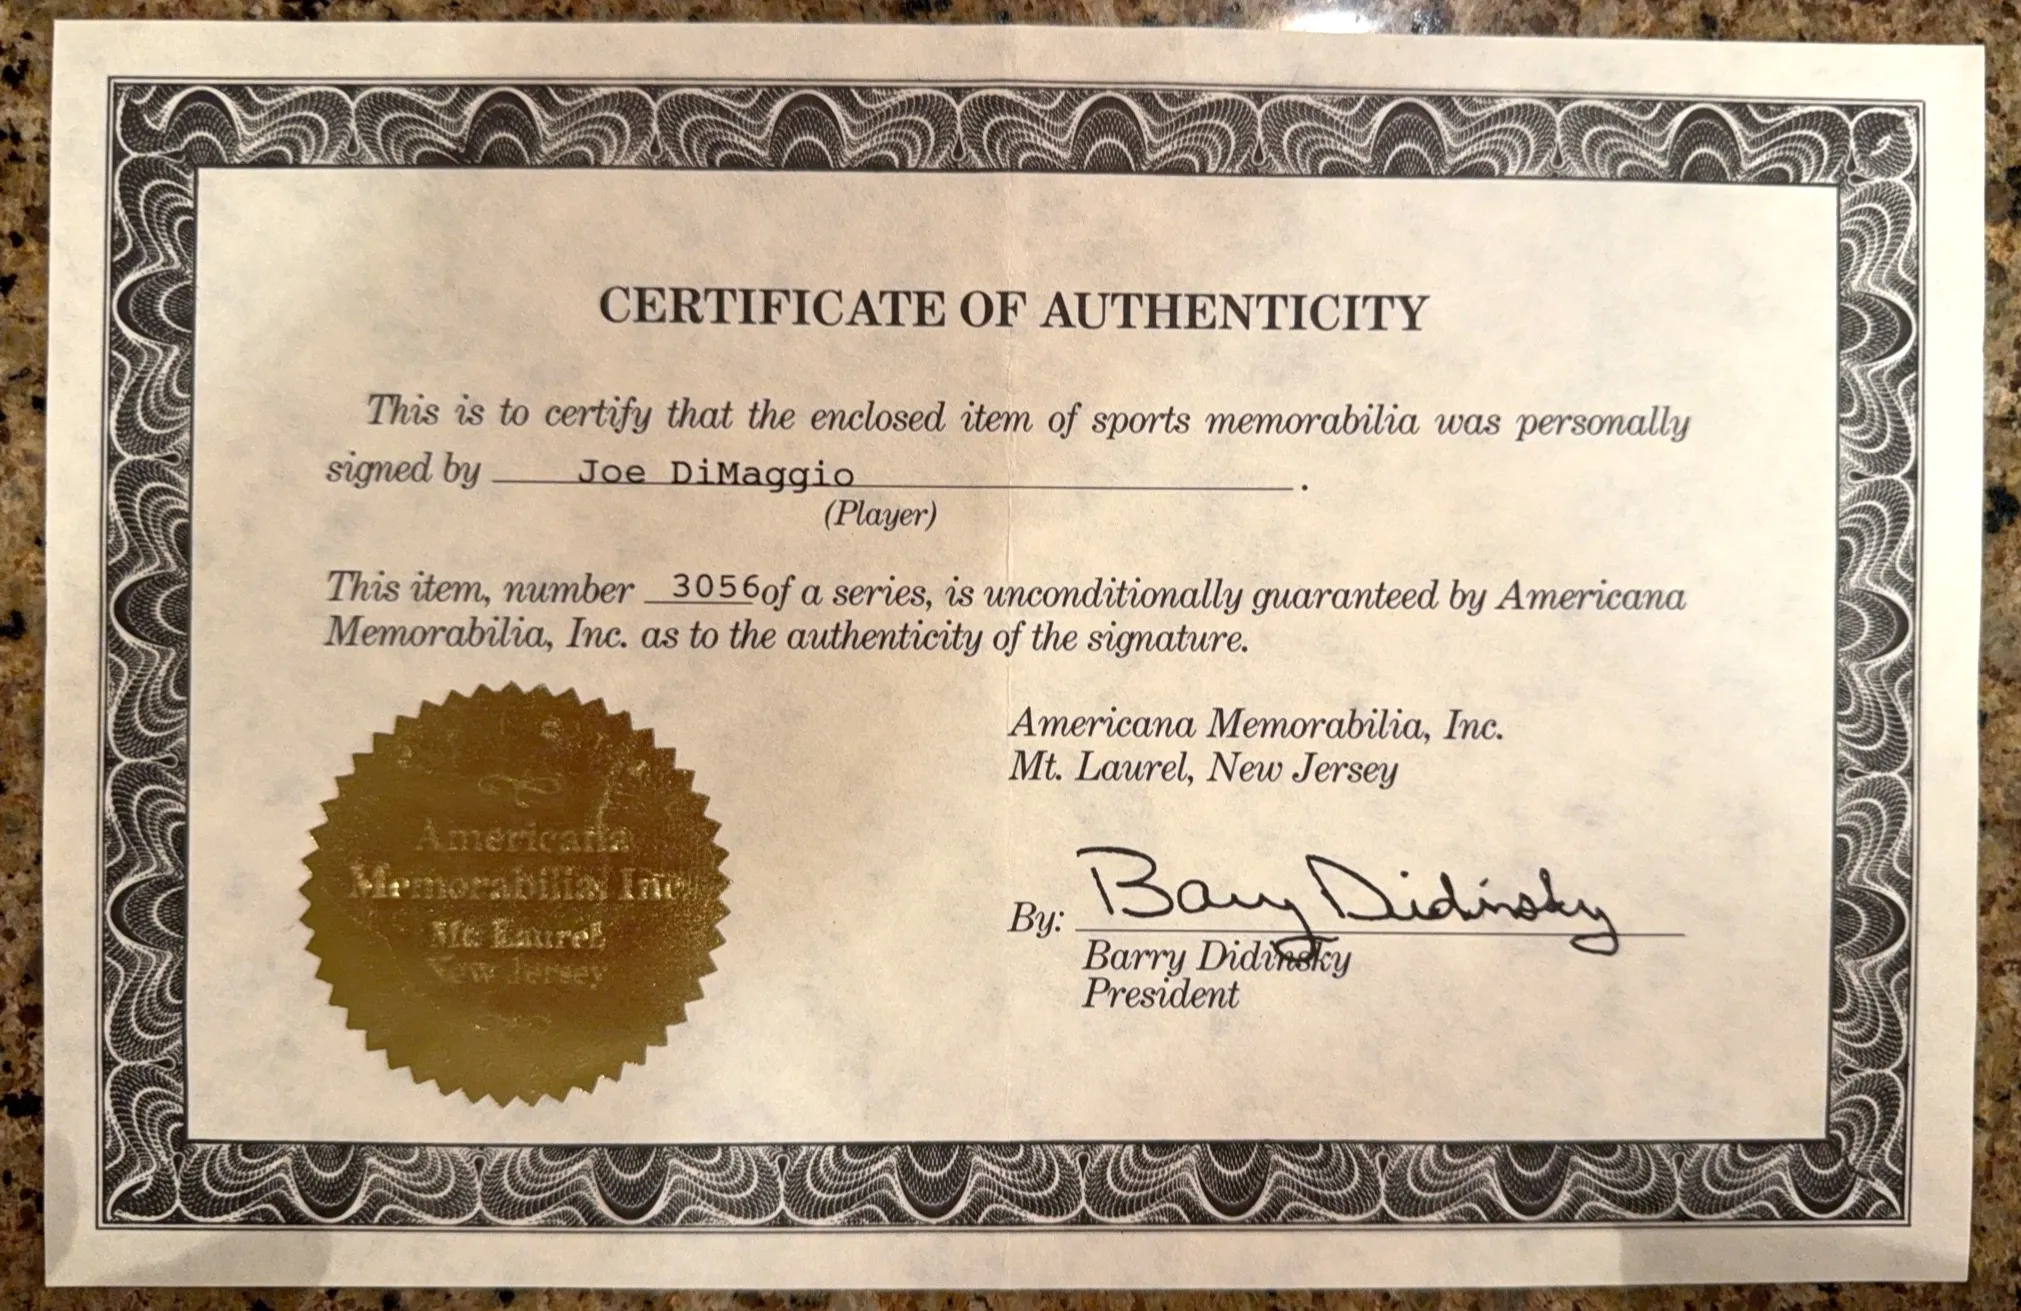 CERTIFICATE OF AUTHENTICITY
This is to certify that the enclosed item of sports memorabilia was personally
signed by Joe DiMaggio.
(Player)
This item, number 3056 of a series, is unconditionally guaranteed by Americana
Memorabilia, Inc. as to the authenticity of the signature.
Americana Memorabilia, Inc.
Mt. Laurel, New Jersey
By: Barry Didinsky
Barry Didinsky
President
Americana
Memorabilia, Inc.
Mt. Laurel
New Jersey